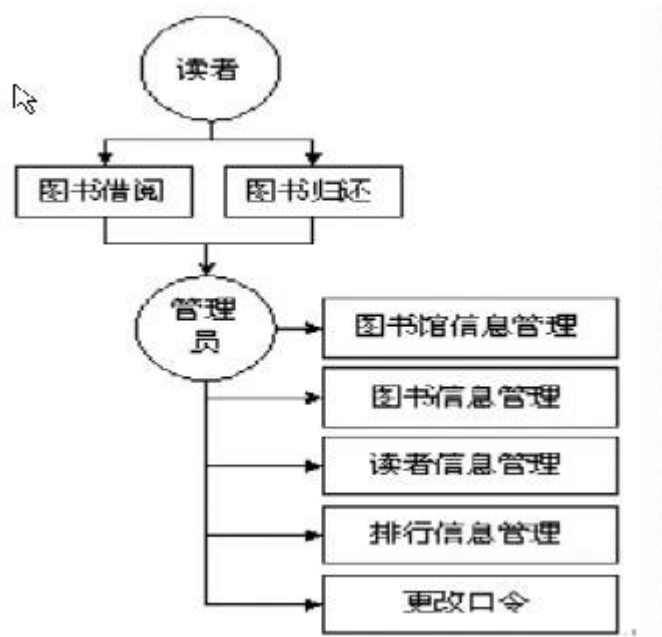 读者
图书借阅
图书归还
管理
员
图书馆信息管理
图书信息管理
读者信息管理
排行信息管理
更改口令